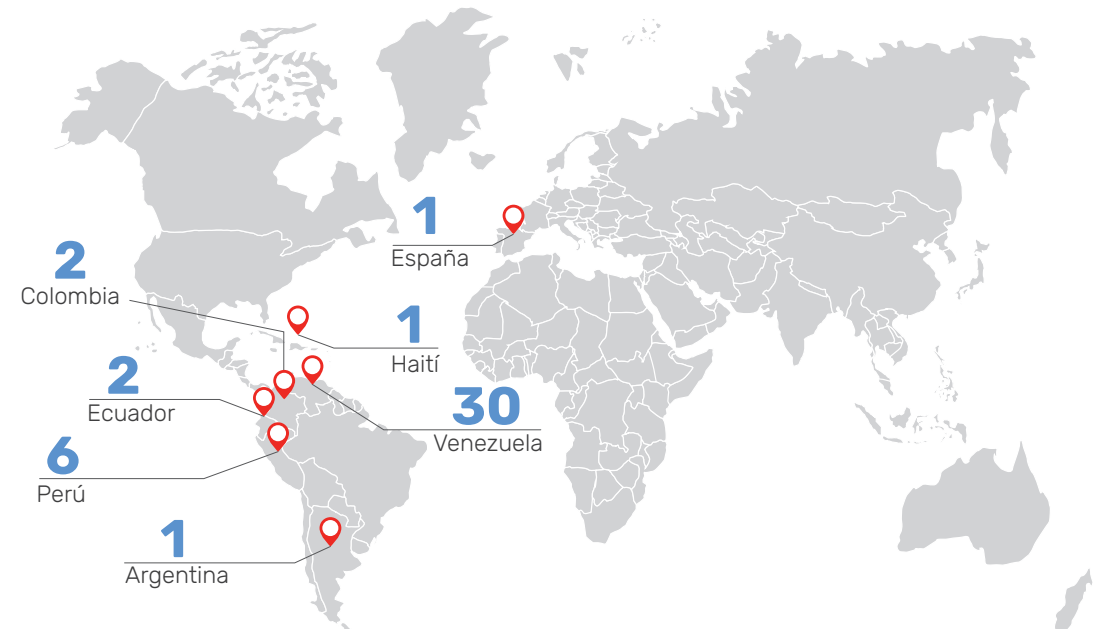 1
España
2
Colombia
1
Haití
2
Ecuador
30
Venezuela
6
Perú
1
Argentina